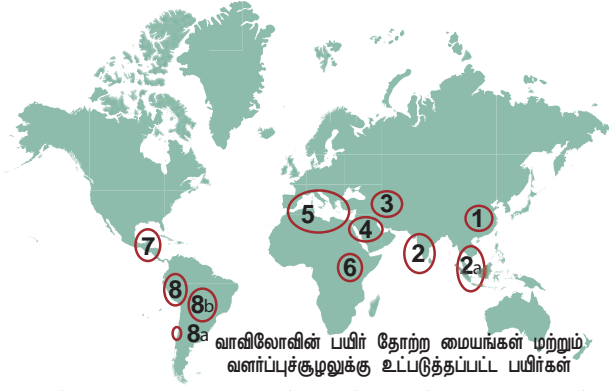 1
2
2a
3
4
5
6
7
8
8b
8a
வாவிலோவின் பயிர் தோற்ற மையங்கள் மற்றும்
வளர்ப்புச்சூழலுக்கு உட்படுத்தப்பட்ட பயிர்கள்